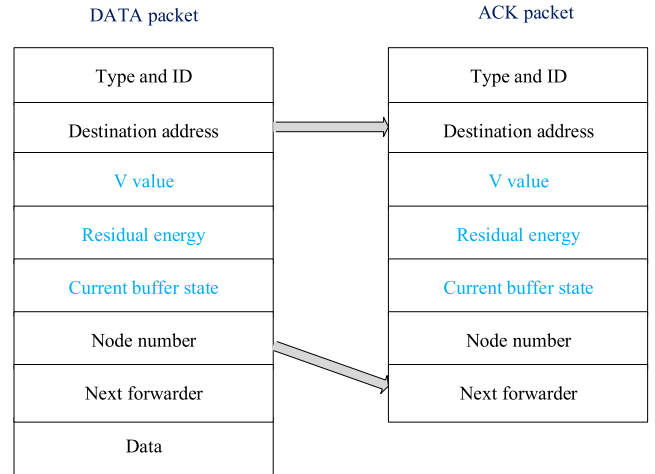 DATA packet
Type and ID
Destination address
V value
Residual energy
Current buffer state
Node number
Next forwarder
Data
ACK packet
Type and ID
Destination address
V value
Residual energy
Current buffer state
Node number
Next forwarder